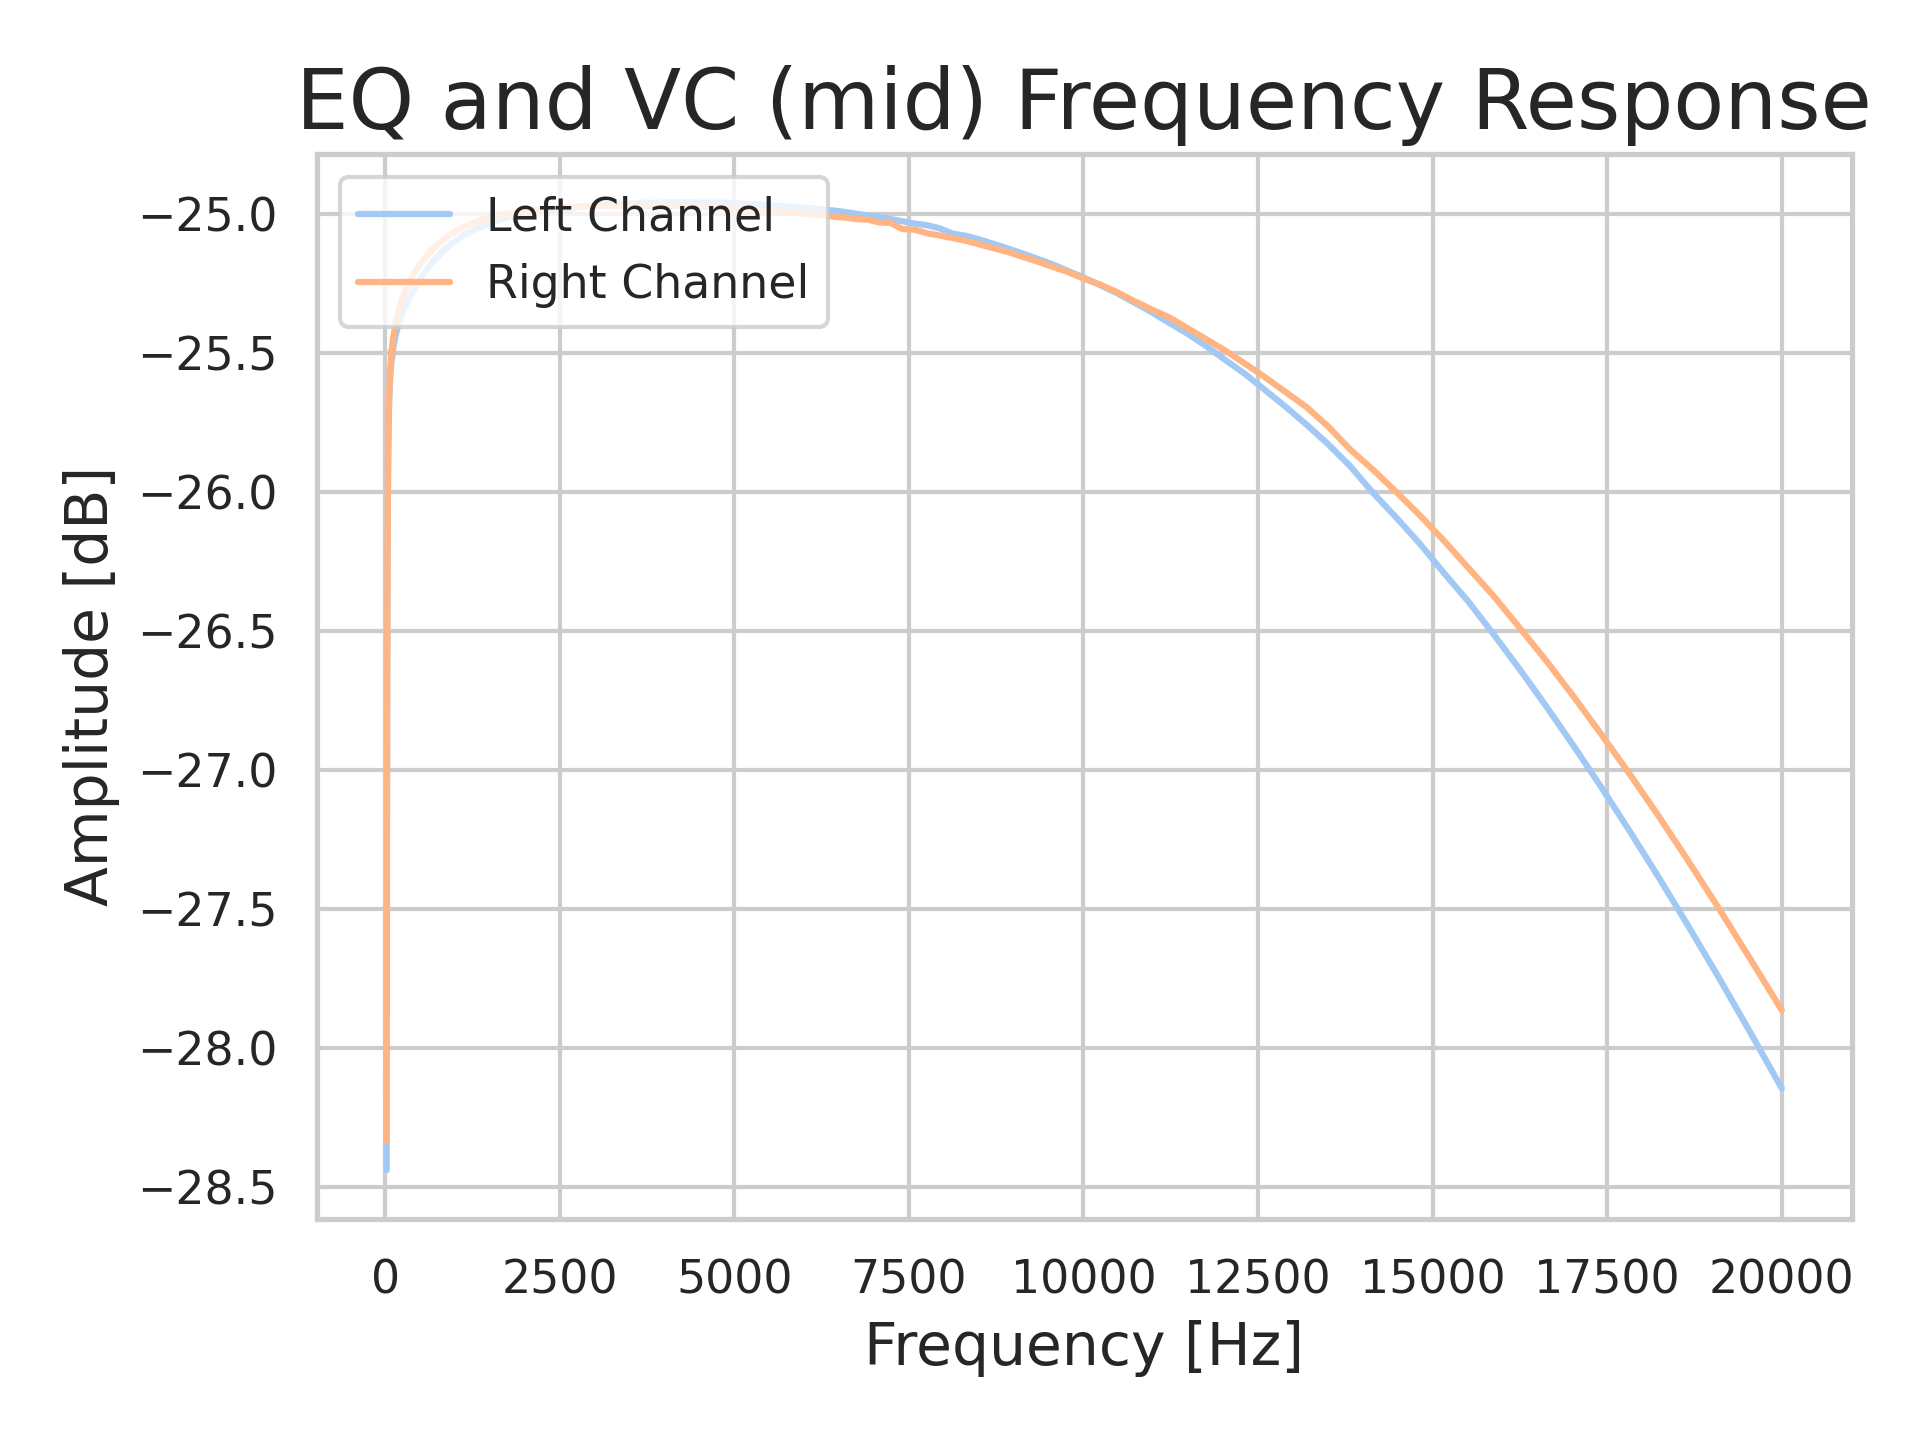 EQ and VC (mid) Frequency Response
Left Channel
Right Channel
−25.0
−25.5
−26.0
−26.5
−27.0
−27.5
−28.0
−28.5
Amplitude [dB]
0 2500 5000 7500 10000 12500 15000 17500 20000
Frequency [Hz]